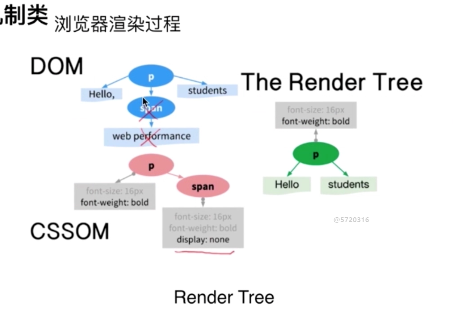 机制类 浏览器渲染过程
DOM
p
Hello,
students
span
web performance
The Render Tree
font-size: 16px
font-weight: bold
p
Hello
students
p
font-size: 16px
font-weight: bold
span
font-size: 16px
font-weight: bold
display: none
CSSOM
@5720316
Render Tree